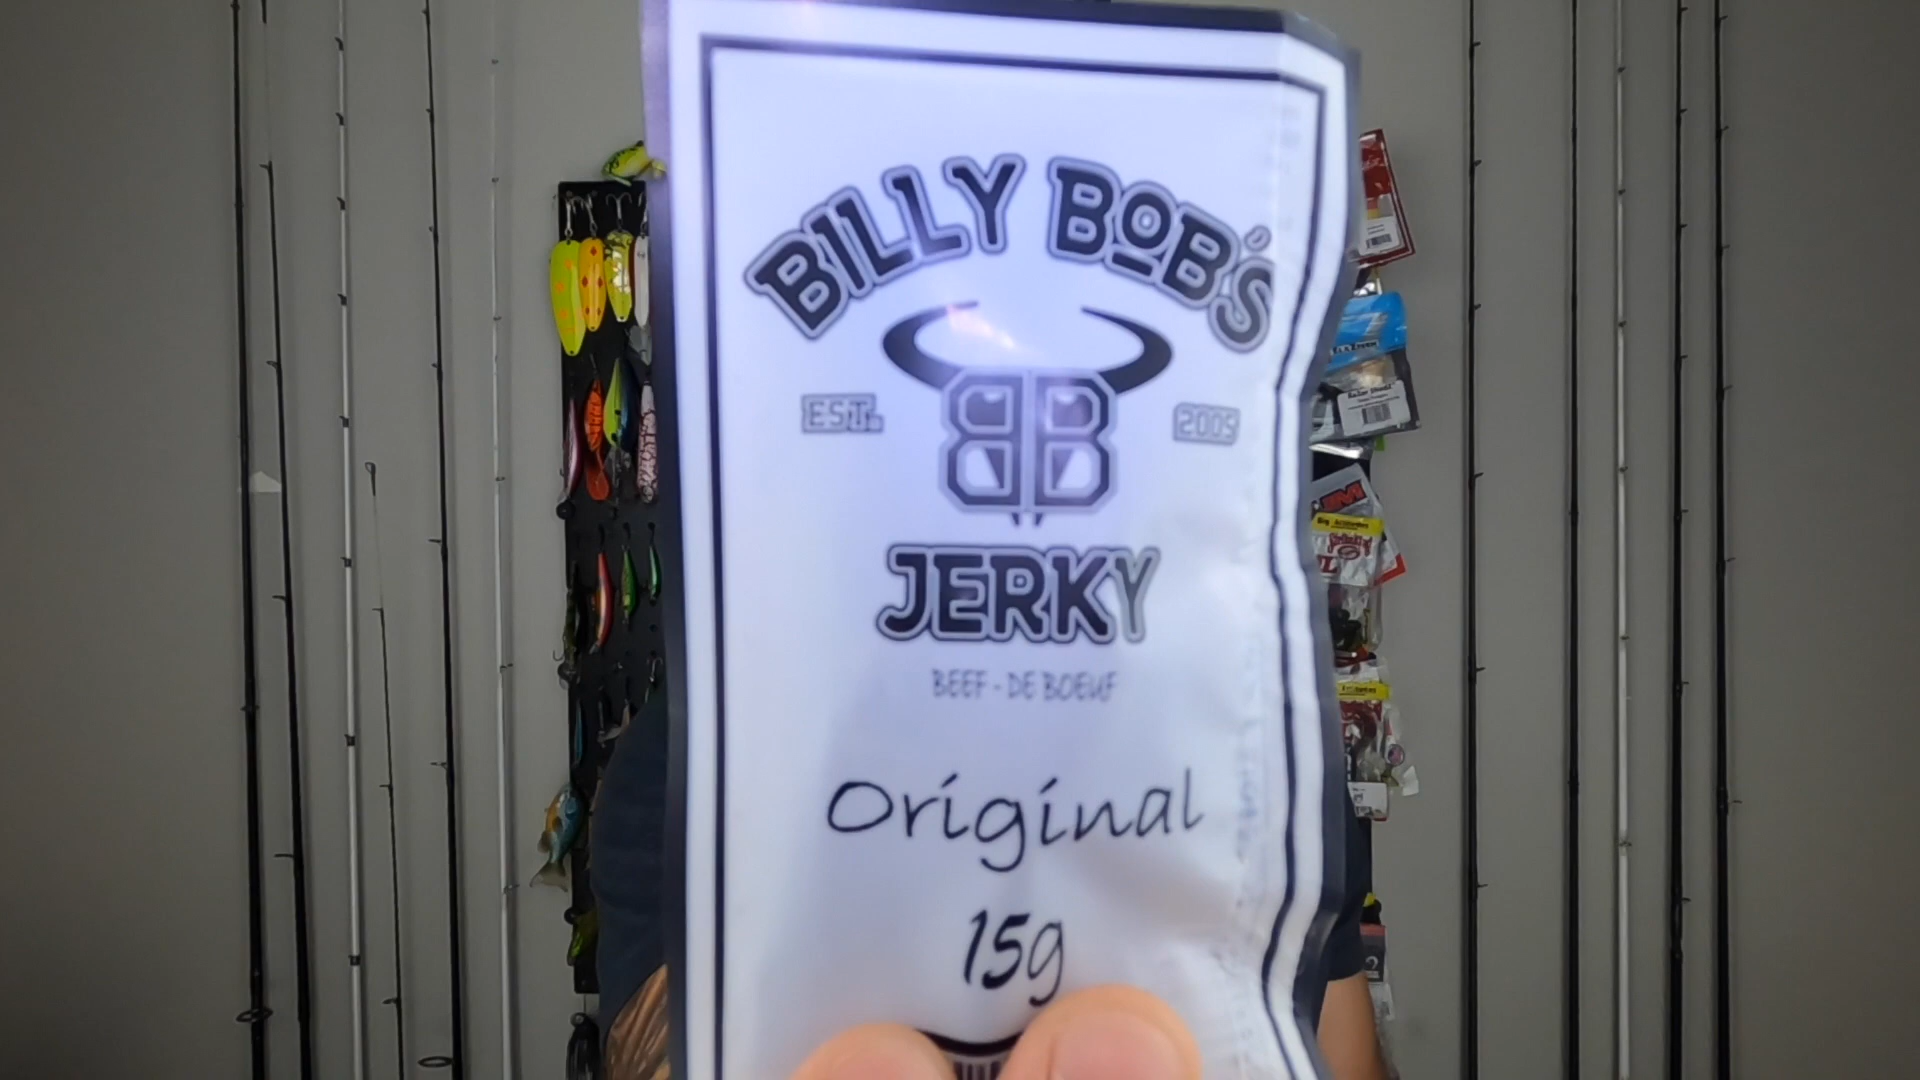 BILLY BOB'S
EST. 2009
BB
JERKY
BEEF - DE BOEUF
Original
15g